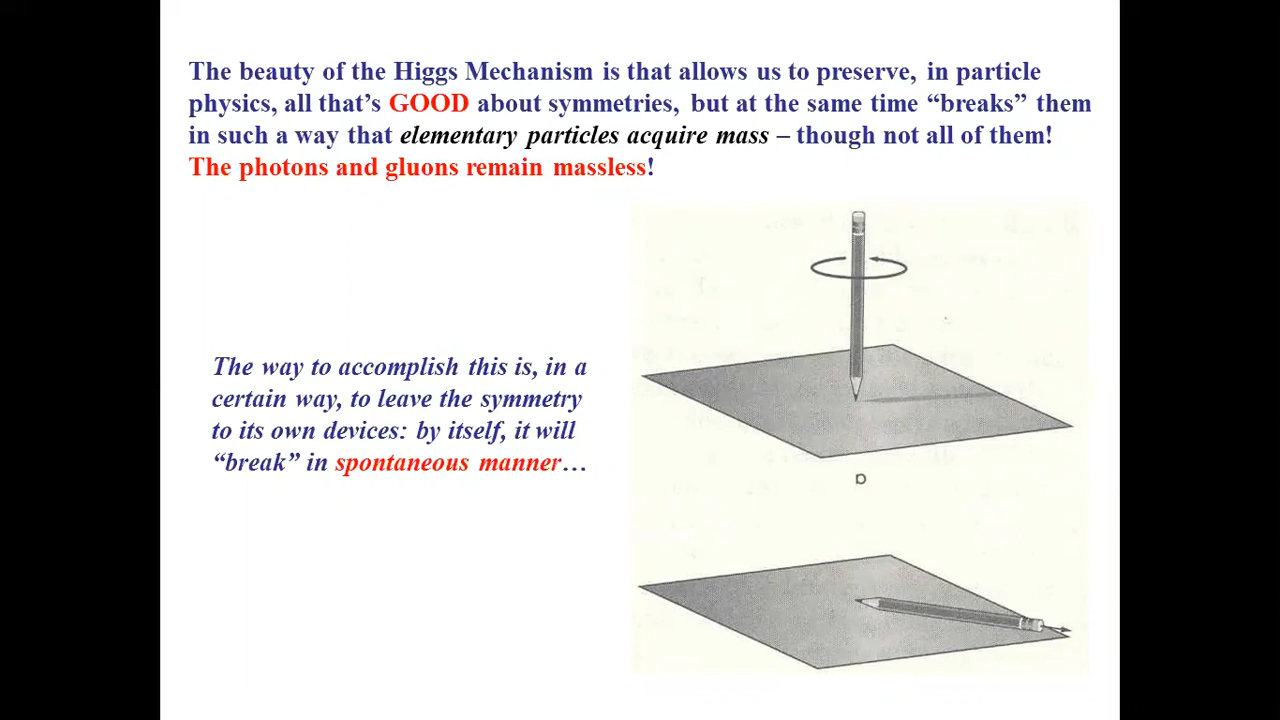 The beauty of the Higgs Mechanism is that allows us to preserve, in particle
physics, all that’s GOOD about symmetries, but at the same time “breaks” them
in such a way that elementary particles acquire mass – though not all of them!
The photons and gluons remain massless!
The way to accomplish this is, in a
certain way, to leave the symmetry
to its own devices: by itself, it will
“break” in spontaneous manner…
a